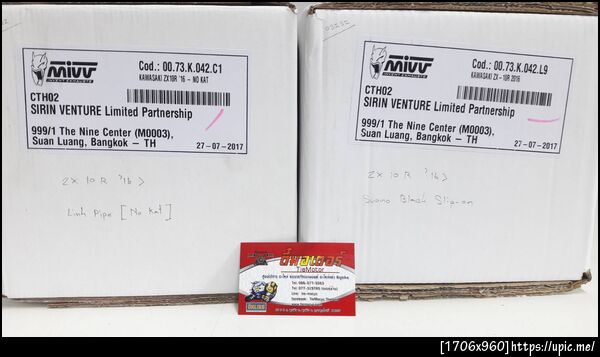 mivv
INVENT EXHAUSTS
Cod.: 00.73.K.042.C1
KAWASAKI ZX10R '16 – NO KAT
CTH02
SIRIN VENTURE Limited Partnership
999/1 The Nine Center (M0003),
Suan Luang, Bangkok – TH
27 - 07 - 2017
ZX 10 R '16 >
Link Pipe [No Kat]
mivv
INVENT EXHAUSTS
Cod.: 00.73.K.042.L9
KAWASAKI ZX - 10R 2016
CTH02
SIRIN VENTURE Limited Partnership
999/1 The Nine Center (M0003),
Suan Luang, Bangkok – TH
27 - 07 - 2017
ZX 10 R '16 >
Suono Black Slip-on
TieMotor
[1706x960]https://upic.me/